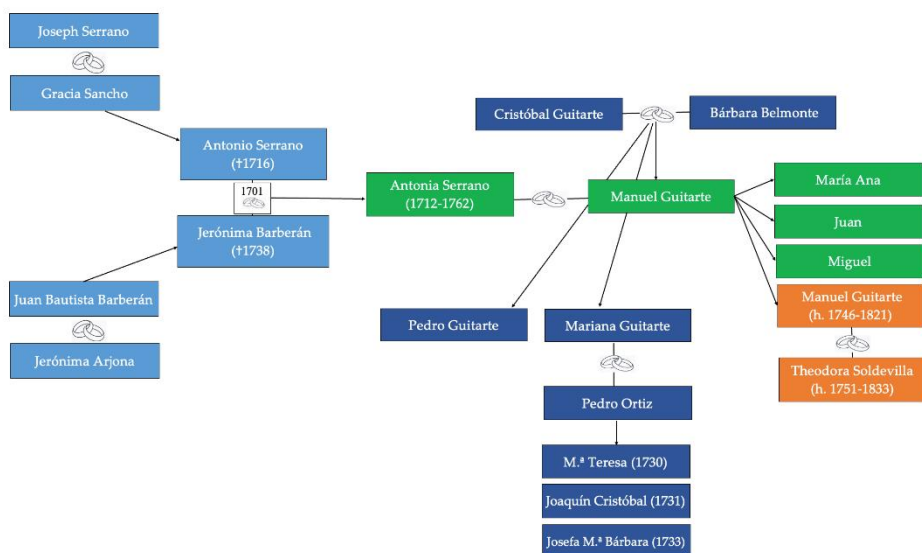 Joseph Serrano
Gracia Sancho
Antonio Serrano
(†1716)
1701
Jerónima Barberán
(†1738)
Juan Bautista Barberán
Jerónima Arjona
Antonia Serrano
(1712-1762)
Cristóbal Guitarte
Bárbara Belmonte
Manuel Guitarte
María Ana
Juan
Miguel
Manuel Guitarte
(h. 1746-1821)
Theodora Soldevilla
(h. 1751-1833)
Pedro Guitarte
Mariana Guitarte
Pedro Ortiz
M.ª Teresa (1730)
Joaquín Cristóbal (1731)
Josefa M.ª Bárbara (1733)